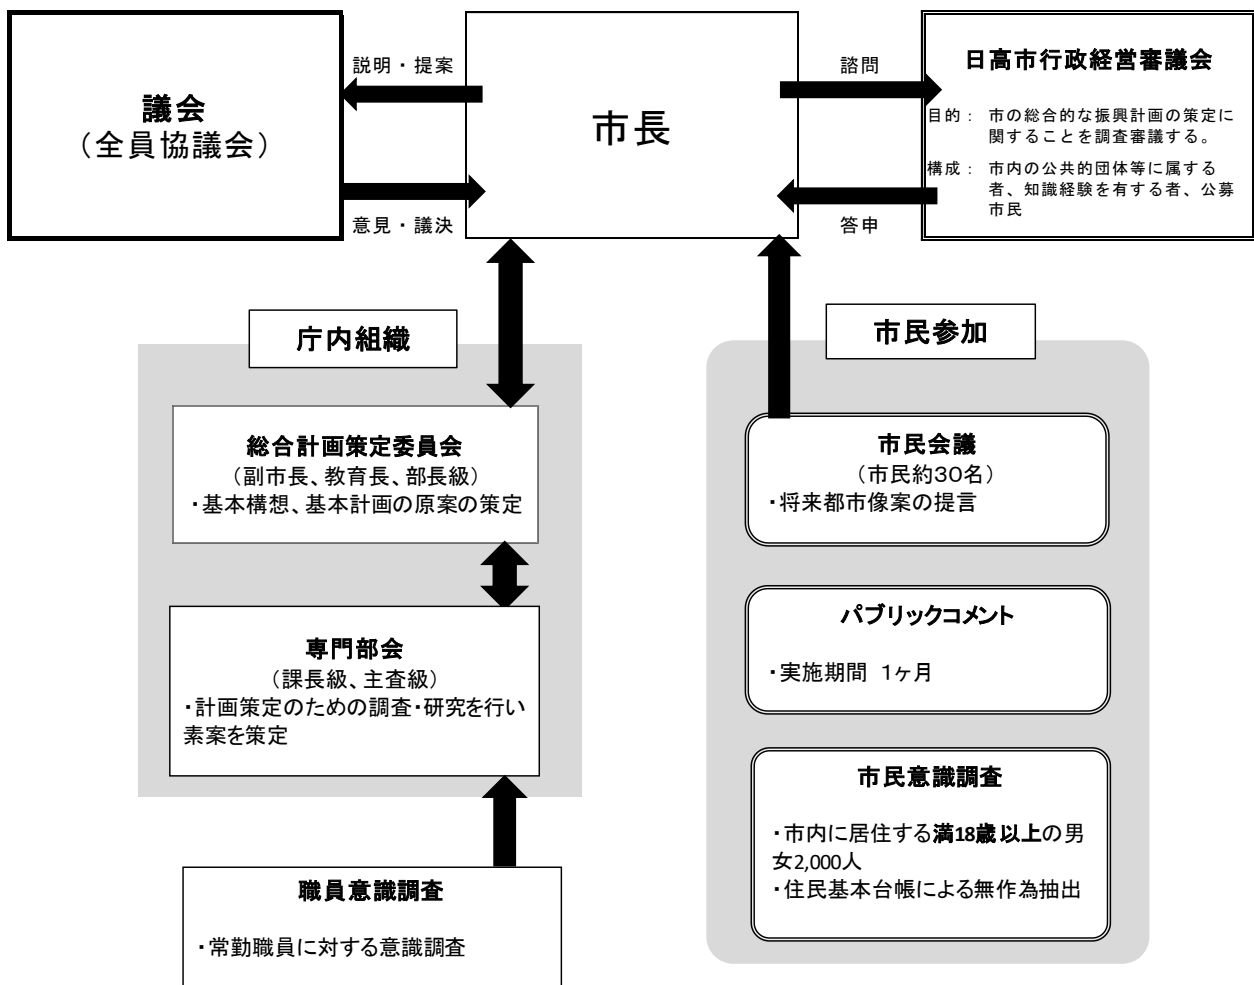 議会
（全員協議会）
説明・提案
意見・議決
市長
諮問
答申
日高市行政経営審議会
目的： 市の総合的な振興計画の策定に
関することを調査審議する。
構成： 市内の公共的団体等に属する
者、知識経験を有する者、公募
市民
庁内組織
総合計画策定委員会
（副市長、教育長、部長級）
・基本構想、基本計画の原案の策定
専門部会
（課長級、主査級）
・計画策定のための調査・研究を行い
素案を策定
職員意識調査
・常勤職員に対する意識調査
市民参加
市民会議
（市民約30名）
・将来都市像案の提言
パブリックコメント
・実施期間 1ヶ月
市民意識調査
・市内に居住する満18歳以上の男
女2,000人
・住民基本台帳による無作為抽出